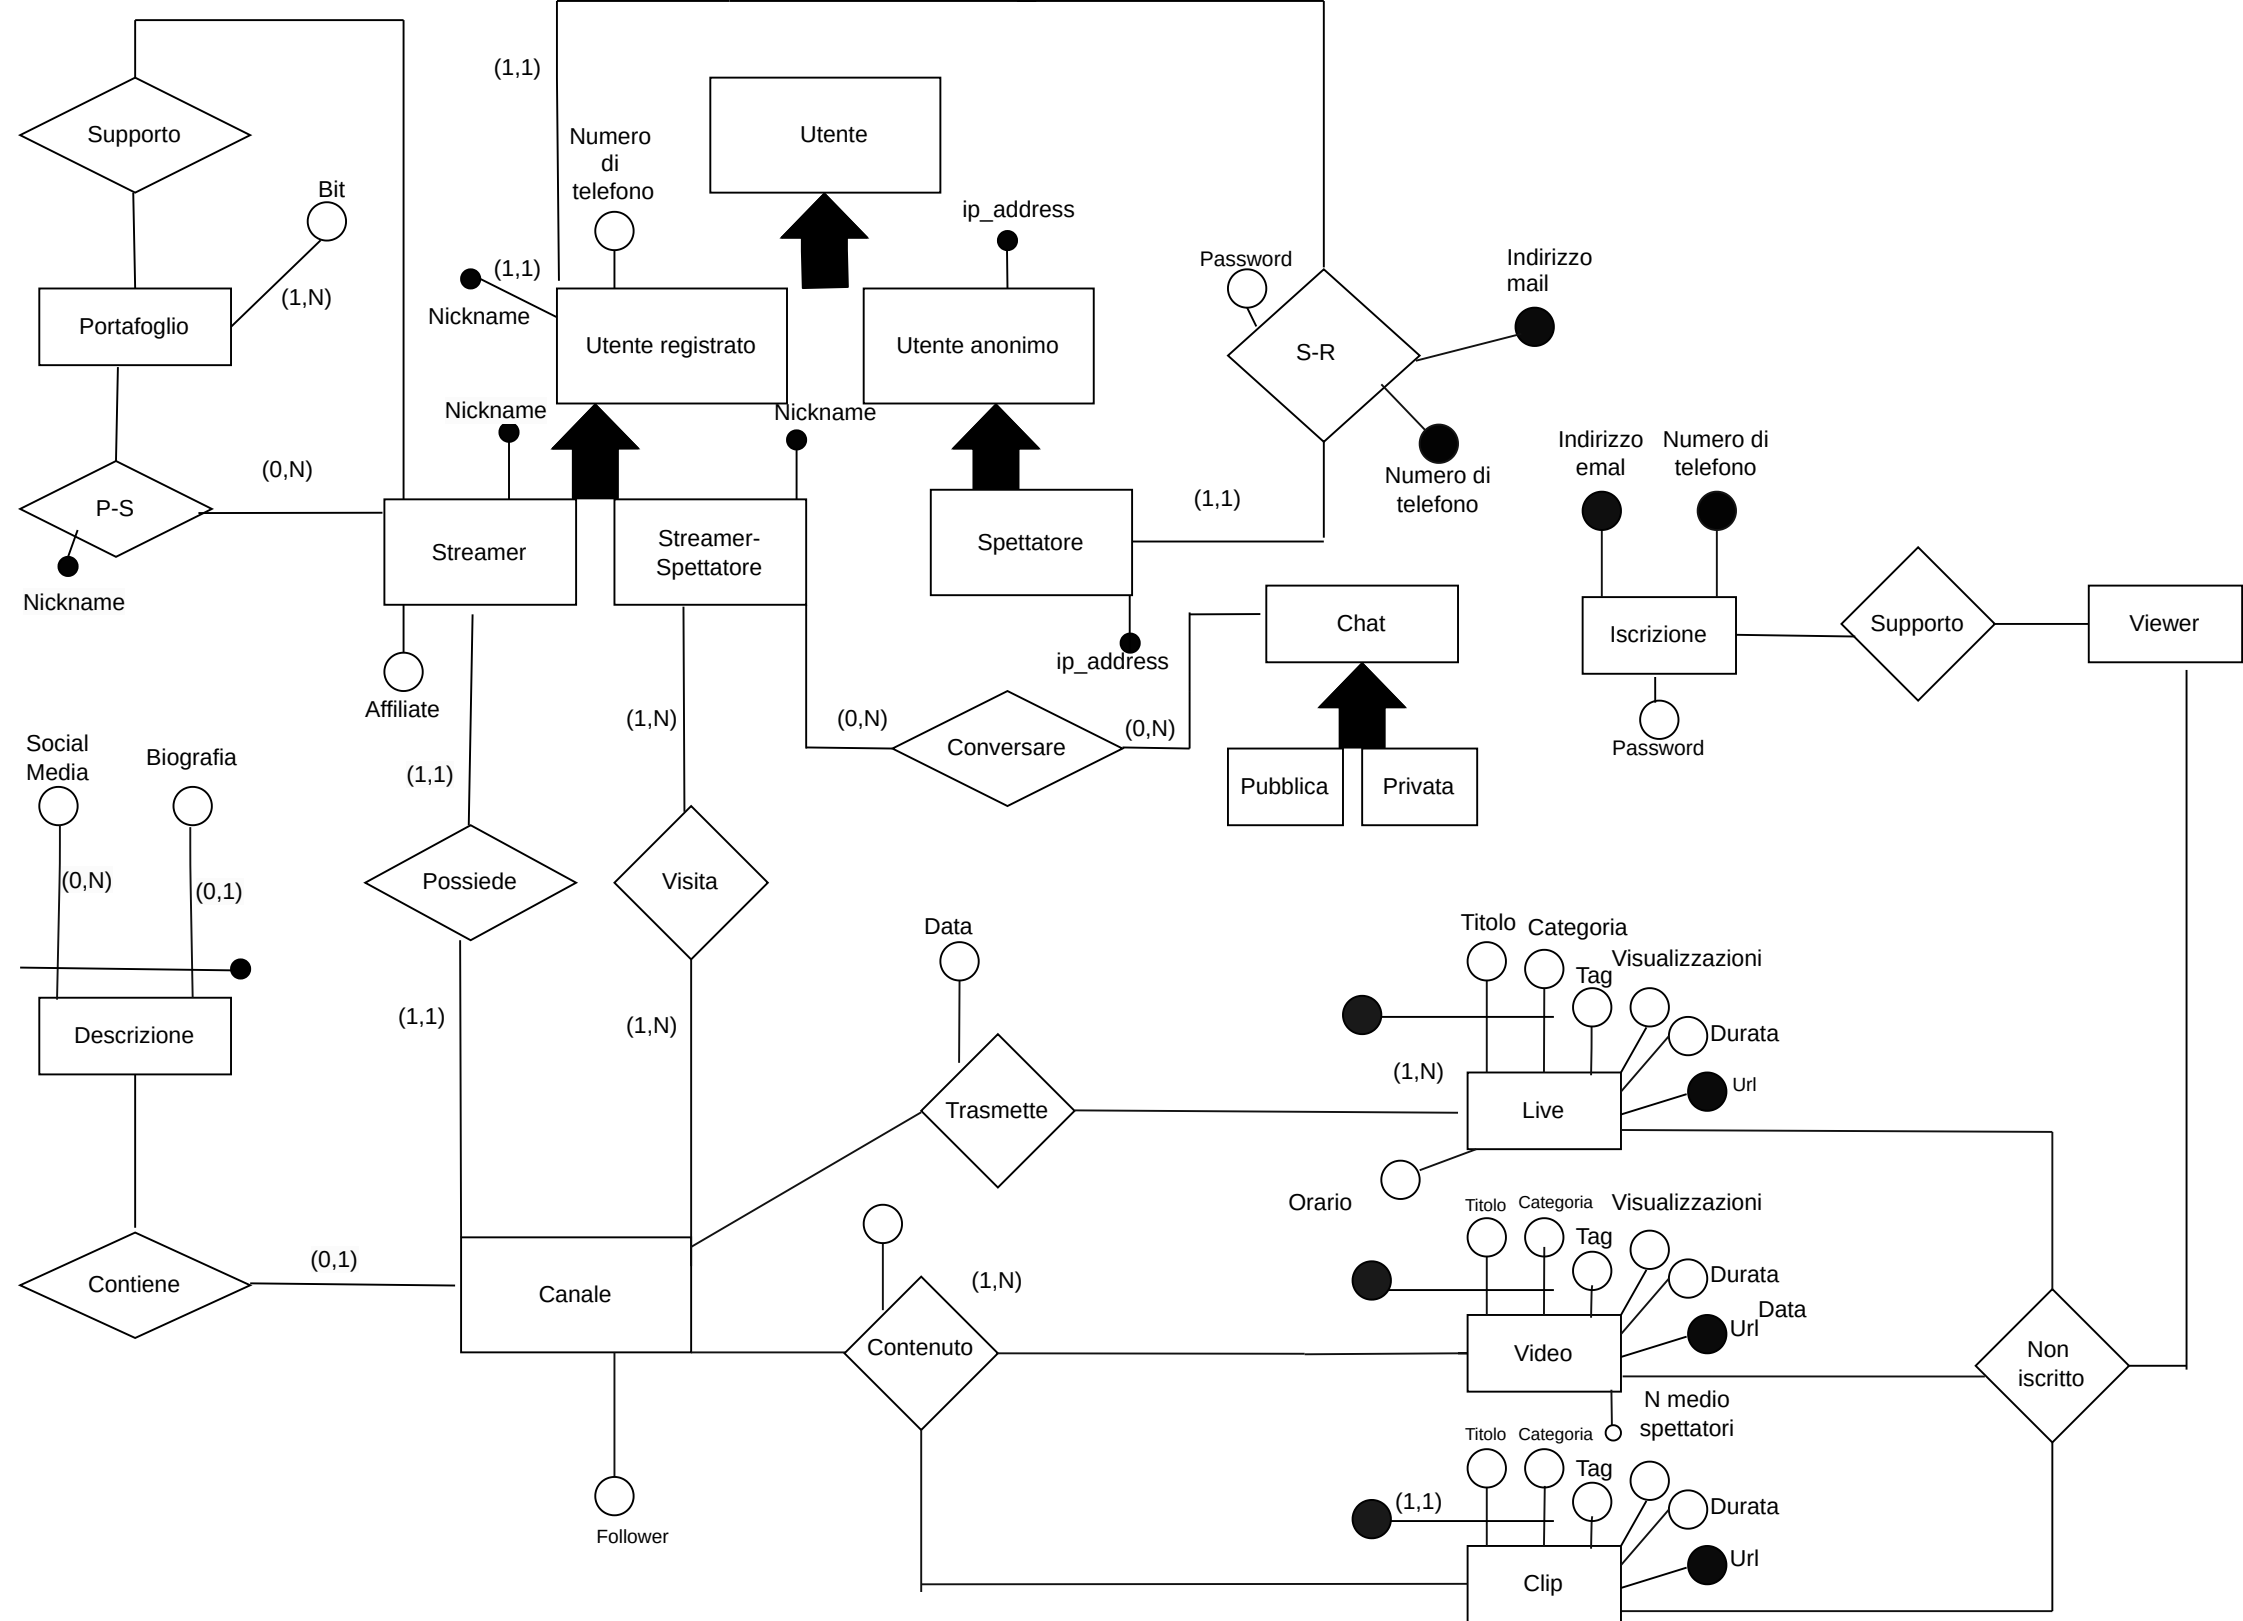 (1,1)
Supporto
Utente
Numero
di
telefono
Bit
ip_address
(1,1)
(1,N)
Nickname
Portafoglio
Utente registrato
Utente anonimo
Password
Indirizzo
mail
S-R
Nickname
Nickname
Numero di
telefono
Indirizzo
emal
Numero di
telefono
(0,N)
(1,1)
P-S
Nickname
Streamer
Streamer-
Spettatore
Spettatore
Chat
Iscrizione
Supporto
Viewer
ip_address
Affiliate
(1,N)
(0,N)
(0,N)
Conversare
Password
Social
Media
Biografia
(1,1)
Pubblica
Privata
(0,N)
(0,1)
Possiede
Visita
Data
Titolo
Categoria
Visualizzazioni
Tag
(1,1)
(1,N)
Descrizione
Durata
(1,N)
Url
Trasmette
Live
Orario
Titolo
Categoria
Visualizzazioni
Tag
(0,1)
Contiene
Canale
(1,N)
Durata
Data
Url
Contenuto
Video
Non
iscritto
N medio
spettatori
Titolo
Categoria
Tag
(1,1)
Durata
Follower
Url
Clip